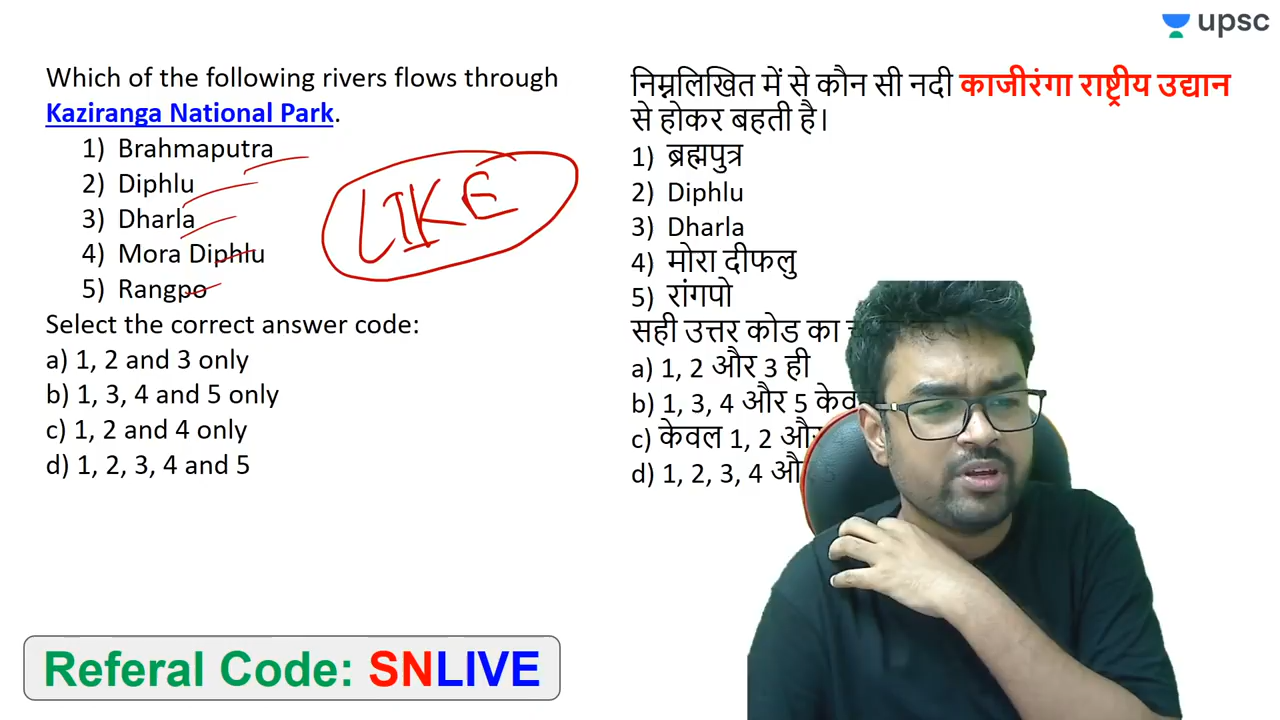 upsc
Which of the following rivers flows through
Kaziranga National Park.
1) Brahmaputra
2) Diphlu
3) Dharla
4) Mora Diphlu
5) Rangpo
Select the correct answer code:
a) 1, 2 and 3 only
b) 1, 3, 4 and 5 only
c) 1, 2 and 4 only
d) 1, 2, 3, 4 and 5
LIKE
निम्नलिखित में से कौन सी नदी काजीरंगा राष्ट्रीय उद्यान
से होकर बहती है।
1) ब्रह्मपुत्र
2) Diphlu
3) Dharla
4) मोरा दीफलु
5) रांगपो
सही उत्तर कोड का
a) 1, 2 और 3 ही
b) 1, 3, 4 और 5
c) केवल 1, 2
d) 1, 2, 3, 4
Referal Code: SNLIVE